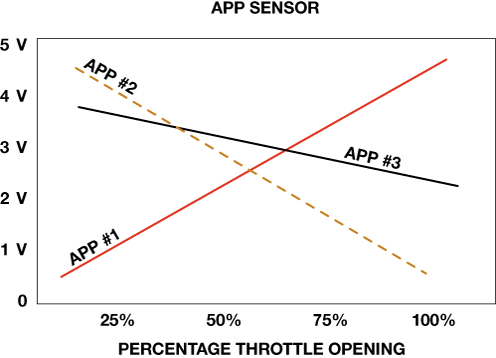 APP SENSOR
5 V
4 V
3 V
2 V
1 V
0
APP #2
APP #3
APP #1
25%
50%
75%
100%
PERCENTAGE THROTTLE OPENING